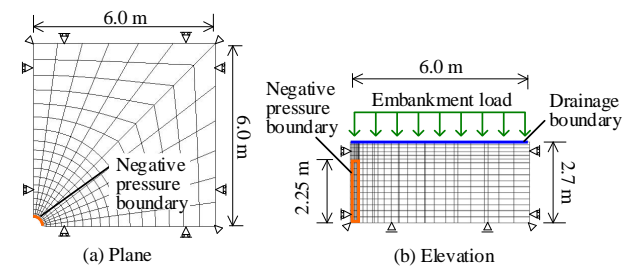 6.0 m
6.0 m
Negative
pressure
boundary
(a) Plane
6.0 m
Negative
pressure
boundary
Embankment load
Drainage
boundary
2.25 m
2.7 m
(b) Elevation